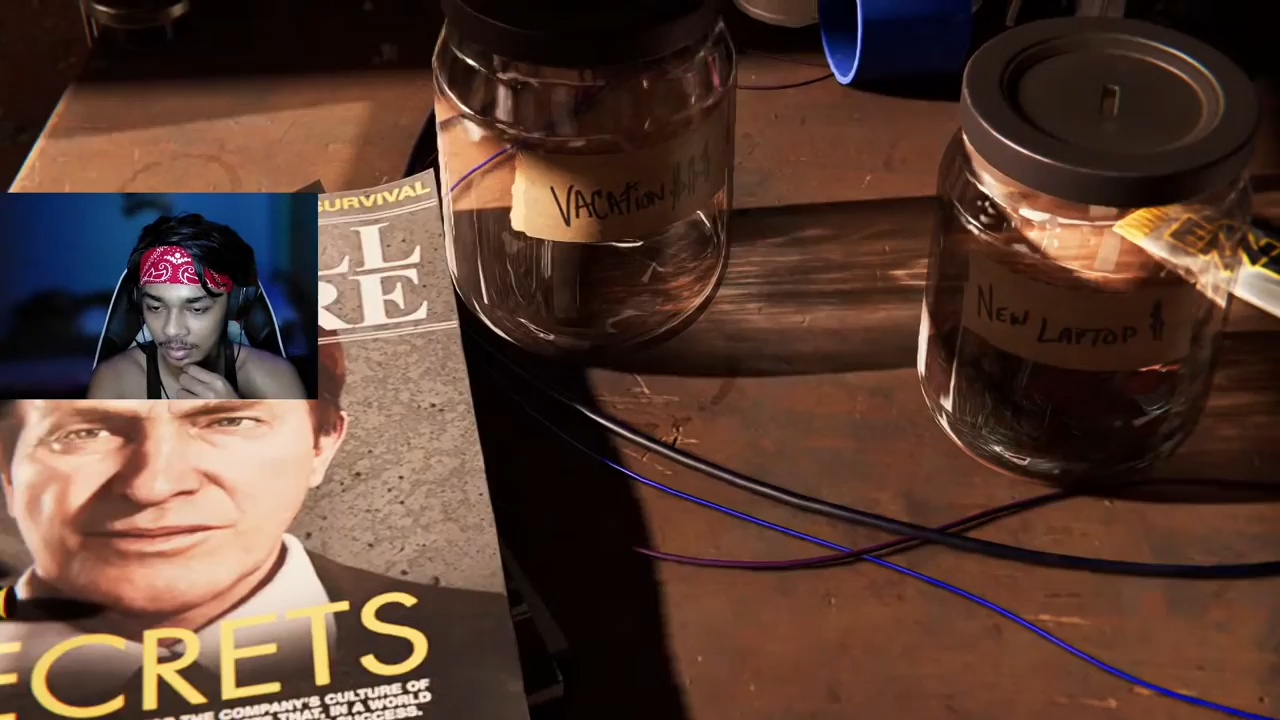 SURVIVAL
LL
RE
ECRETS
THE COMPANY'S CULTURE OF
THAT, IN A WORLD
SUCCESS.
VACATION
NEW LAPTOP $